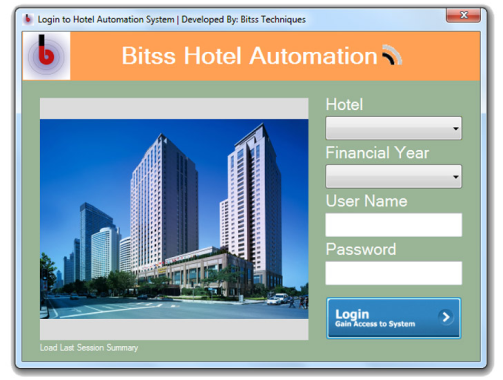 Login to Hotel Automation System | Developed By: Bitss Techniques
b
Bitss Hotel Automation
Hotel
Financial Year
User Name
Password
Login
Gain Access to System
Load Last Session Summary